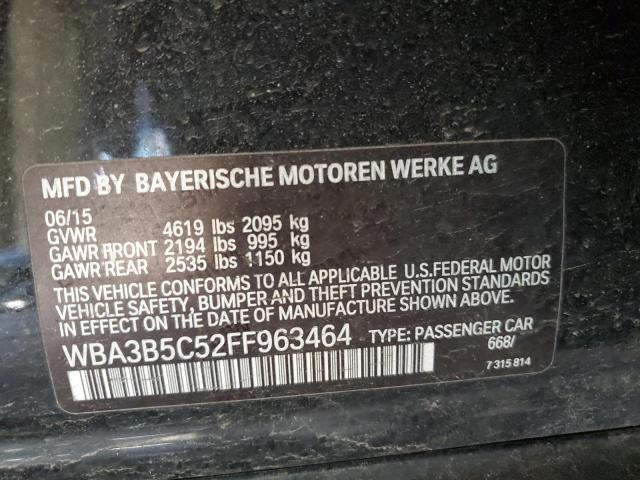 MFD BY BAYERISCHE MOTOREN WERKE AG
06/15
GVWR 4619 lbs 2095 kg
GAWR FRONT 2194 lbs 995 kg
GAWR REAR 2535 lbs 1150 kg
THIS VEHICLE CONFORMS TO ALL APPLICABLE U.S.FEDERAL MOTOR
VEHICLE SAFETY, BUMPER AND THEFT PREVENTION STANDARDS
IN EFFECT ON THE DATE OF MANUFACTURE SHOWN ABOVE.
WBA3B5C52FF963464 TYPE: PASSENGER CAR
668/
7 315 814